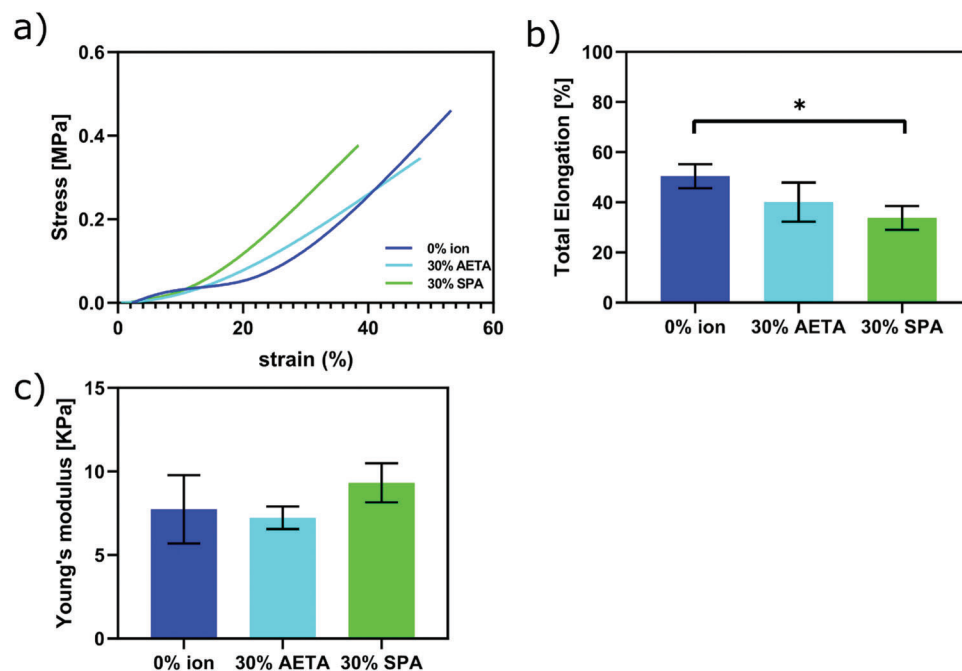 a)
Stress [MPa]
0.6
0.4
0.2
0.0
0 20 40 60
strain (%)
0% ion
30% AETA
30% SPA
b)
Total Elongation [%]
100
80
60
40
20
0
*
0% ion 30% AETA 30% SPA
c)
Young's modulus [KPa]
15
10
5
0
0% ion 30% AETA 30% SPA